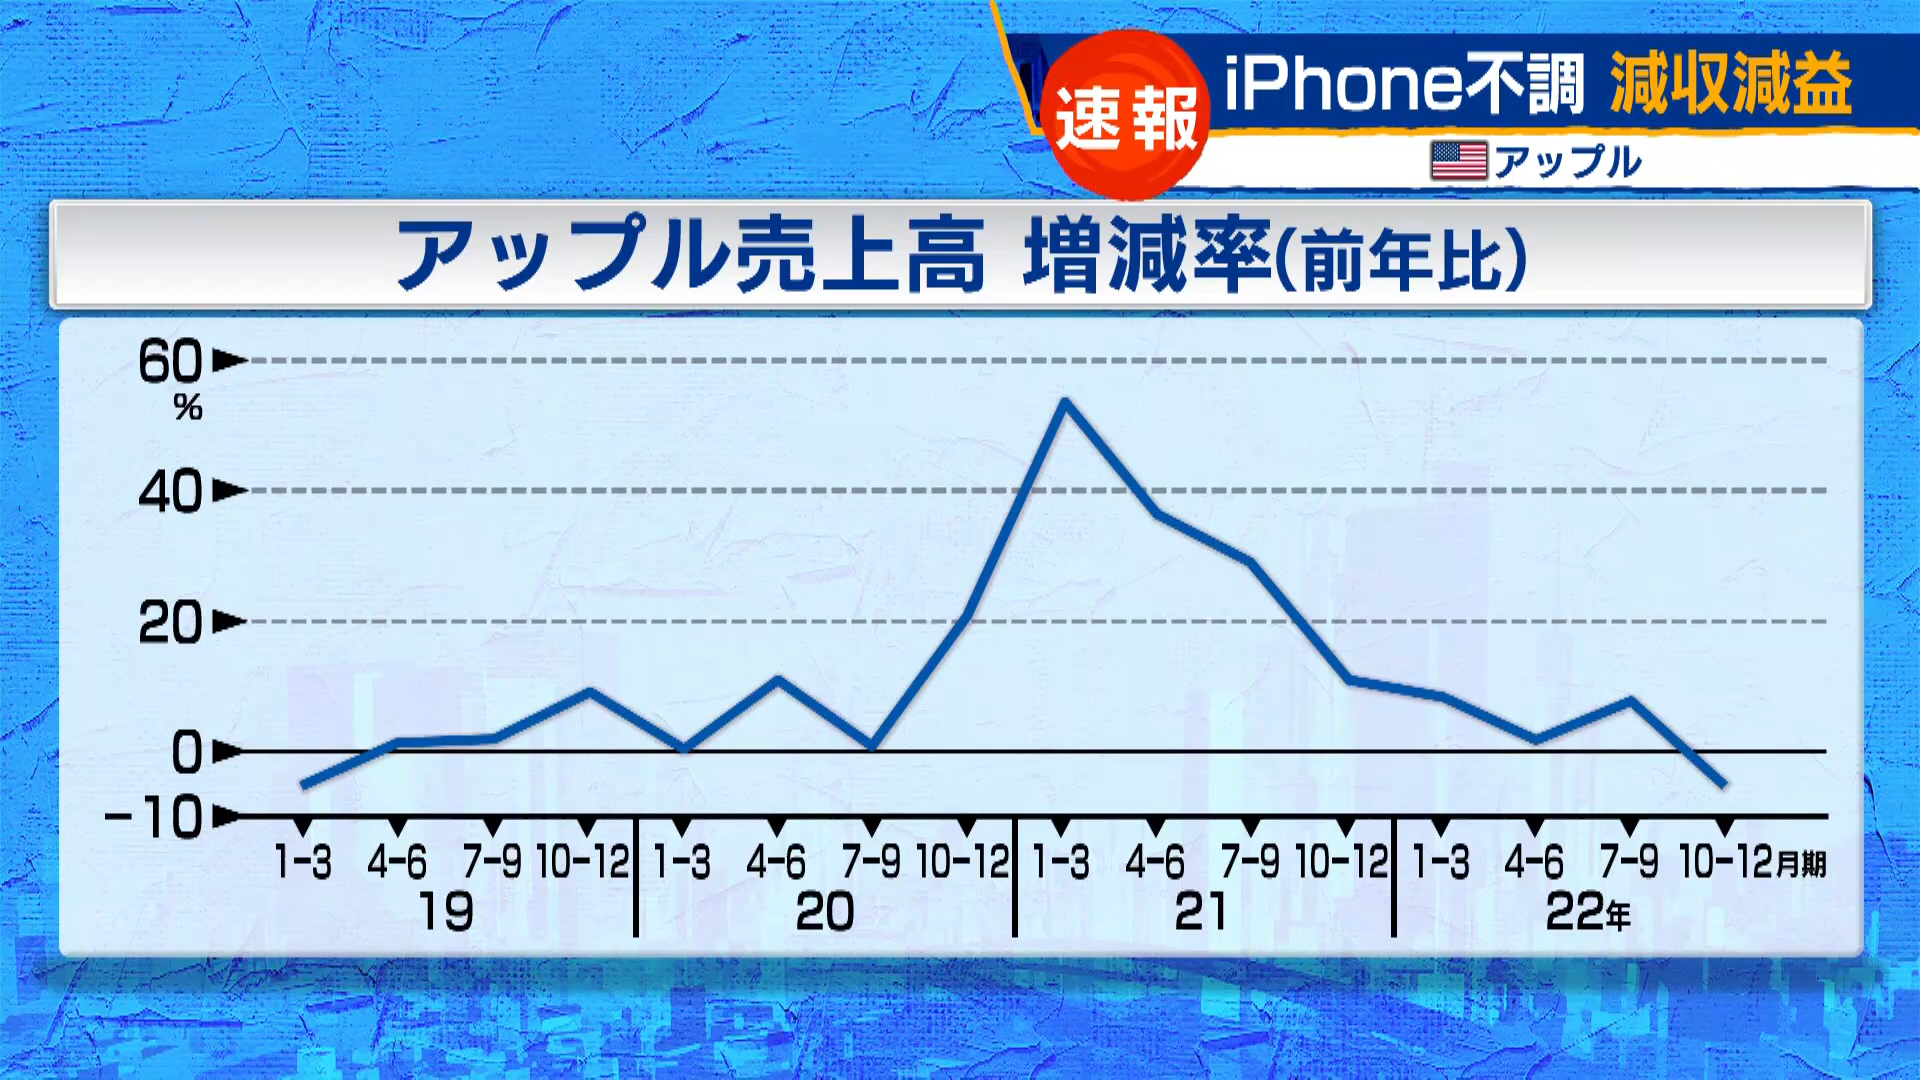 速報
iPhone不調 減収減益
アップル
アップル売上高 増減率(前年比)
60
%
40
20
0
-10
1-3 4-6 7-9 10-12 1-3 4-6 7-9 10-12 1-3 4-6 7-9 10-12 1-3 4-6 7-9 10-12月期
19 20 21 22年